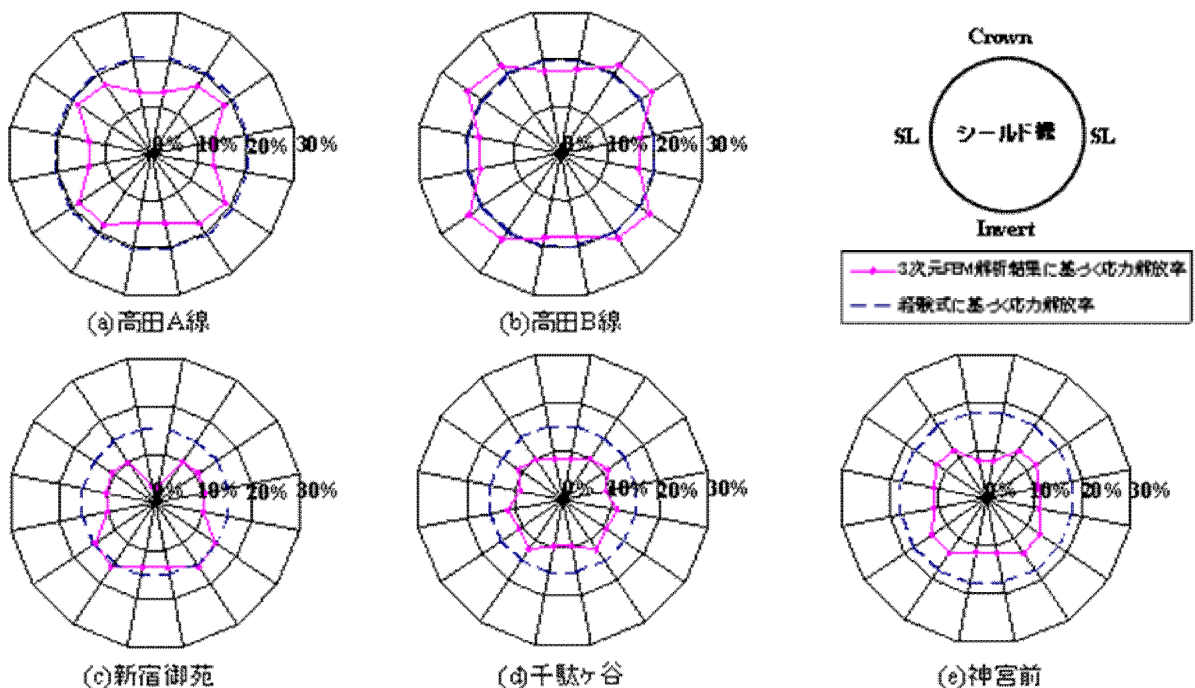 0% 10% 20% 30%
(a)高田A線
0% 10% 20% 30%
(b)高田B線
Crown
SL シールド機 SL
Invert
3次元FEM解析結果に基づく応力解放率
経験式に基づく応力解放率
0% 10% 20% 30%
(c)新宿御苑
0% 10% 20% 30%
(d)千駄ヶ谷
0% 10% 20% 30%
(e)神宮前